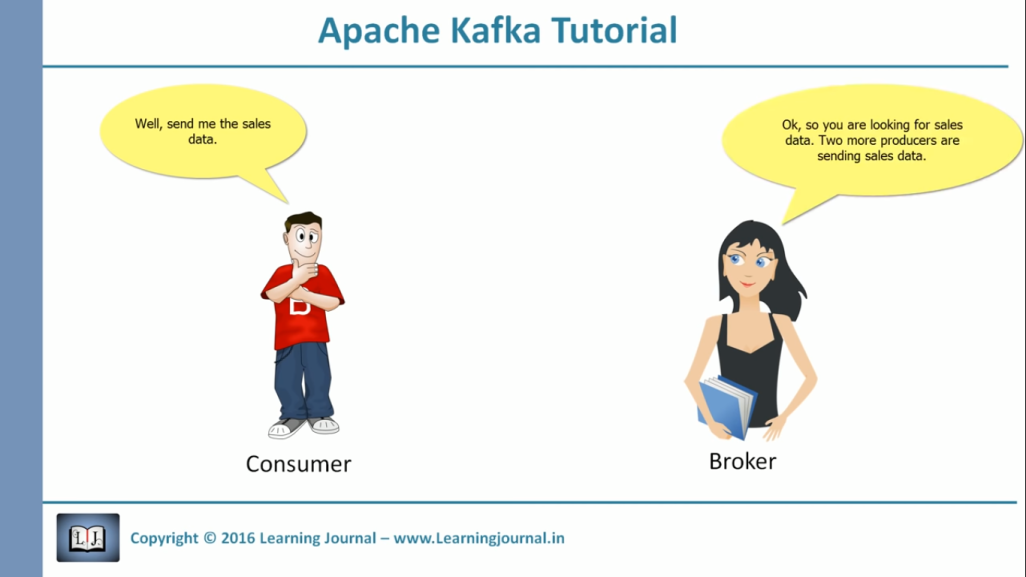 Apache Kafka Tutorial
Well, send me the sales
data.
Ok, so you are looking for sales
data. Two more producers are
sending sales data.
B
Consumer
Broker
LJ
Copyright © 2016 Learning Journal – www.Learningjournal.in